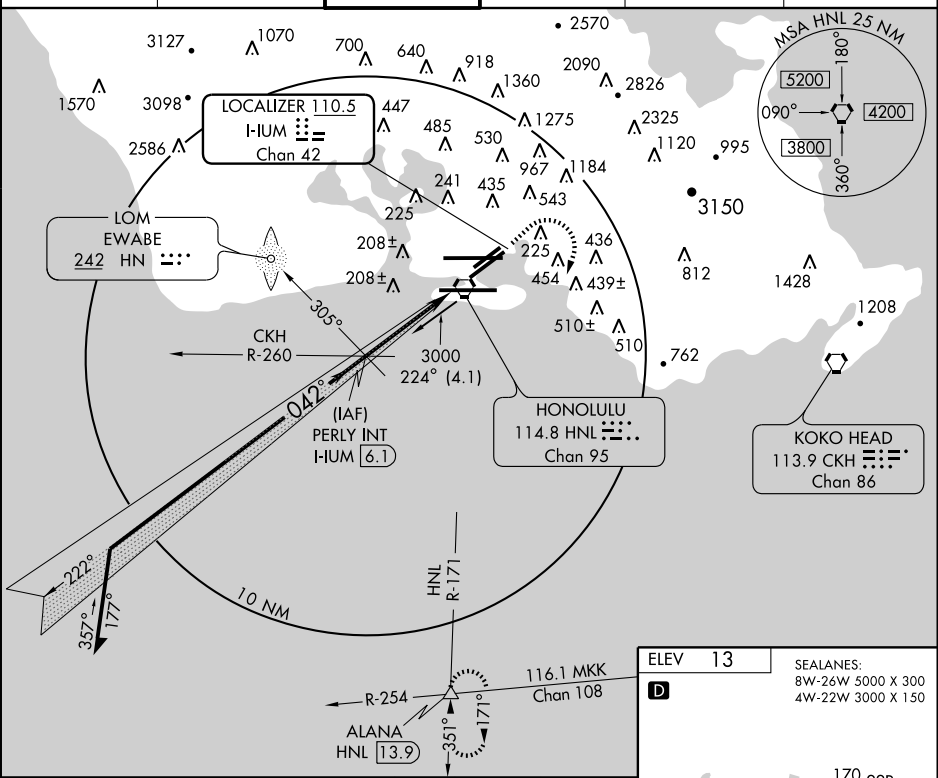 3127
1070
700
640
918
2570
1360
2090
2826
1570
3098
2586
LOCALIZER 110.5
I-IUM
Chan 42
447
485
530
1275
967
1184
2325
1120
995
3150
MSA HNL 25 NM
180°
5200
090°
4200
3800
360°
225
241
435
543
LOM
EWABE
242 HN
208±
208±
225
454
436
439±
510±
510
762
812
1428
1208
305°
CKH
R-260
3000
224° (4.1)
042°
(IAF)
PERLY INT
I-IUM 6.1
HONOLULU
114.8 HNL
Chan 95
KOKO HEAD
113.9 CKH
Chan 86
222°
357°
177°
10 NM
HNL
R-171
R-254
116.1 MKK
Chan 108
ALANA
HNL 13.9
351°
171°
ELEV 13
D
SEALANES:
8W-26W 5000 X 300
4W-22W 3000 X 150